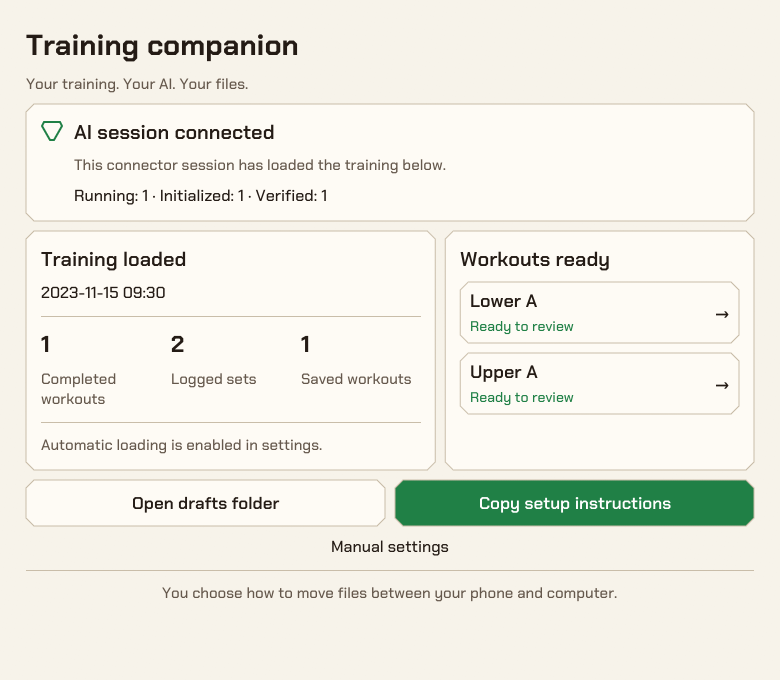 Training companion
Your training. Your AI. Your files.
AI session connected
This connector session has loaded the training below.
Running: 1 · Initialized: 1 · Verified: 1
Training loaded
2023-11-15 09:30
1
Completed
workouts
2
Logged sets
1
Saved workouts
Automatic loading is enabled in settings.
Workouts ready
Lower A
Ready to review
→
Upper A
Ready to review
→
Open drafts folder
Copy setup instructions
Manual settings
You choose how to move files between your phone and computer.